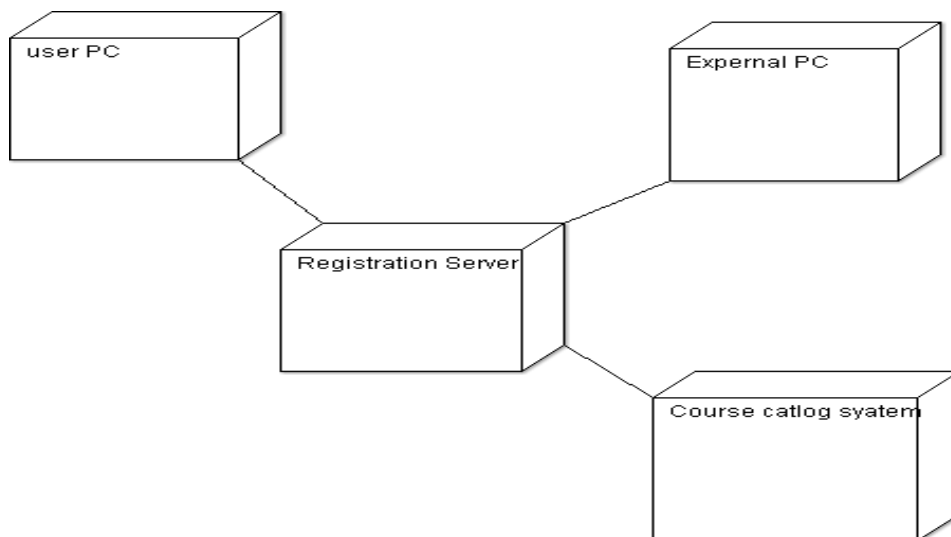 user PC
Expernal PC
Registration Server
Course catlog syatem